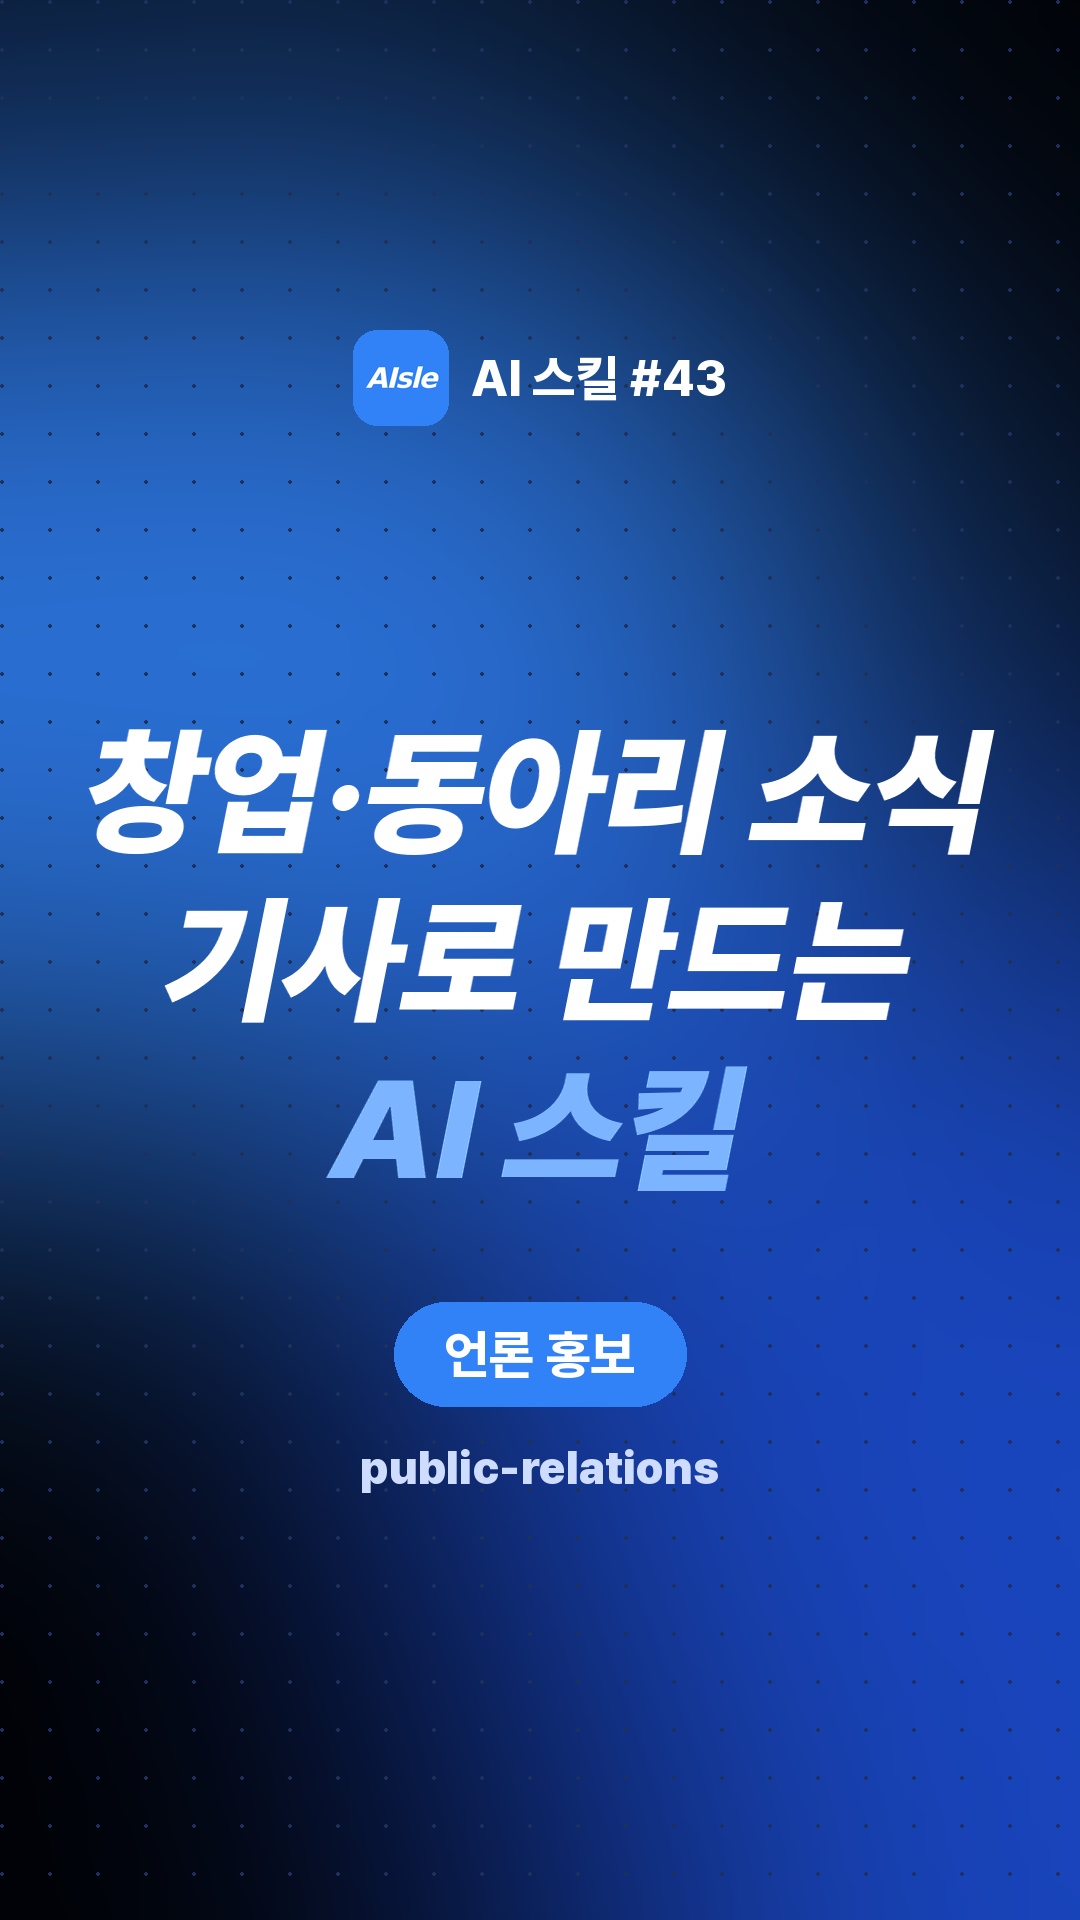 AIsle AI 스킬 #43
창업·동아리 소식
기사로 만드는
AI 스킬
언론 홍보
public-relations